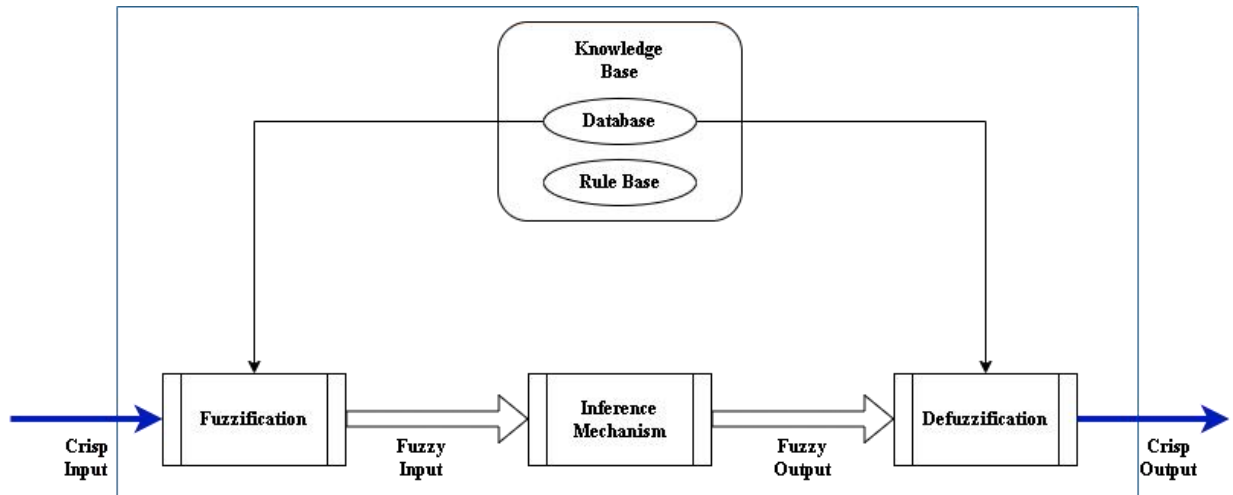 Knowledge
Base
Database
Rule Base
Fuzzification
Inference
Mechanism
Defuzzification
Crisp
Input
Fuzzy
Input
Fuzzy
Output
Crisp
Output